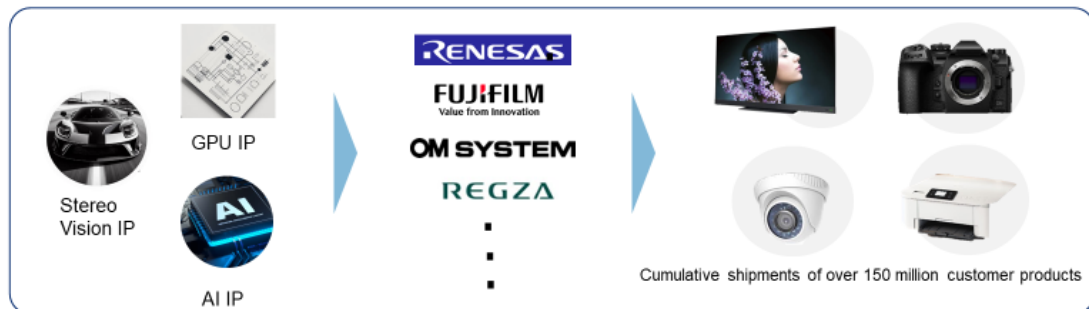 GPU IP
Stereo
Vision IP
AI
AI IP
RENESAS
FUJIFILM
Value from Innovation
OM SYSTEM
REGZA
Cumulative shipments of over 150 million customer products